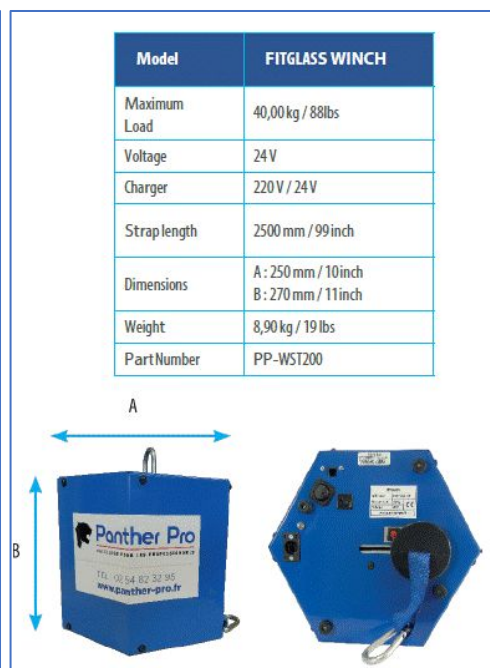 Model FITGLASS WINCH
Maximum
Load
40,00 kg / 88lbs
Voltage 24 V
Charger 220 V / 24 V
Strap length 2500 mm / 99 inch
Dimensions
A : 250 mm / 10 inch
B : 270 mm / 11 inch
Weight 8,90 kg / 19 lbs
Part Number PP-WST200
A
B
Panther Pro
TEL : 02 54 82 32 95
www.panther-pro.fr